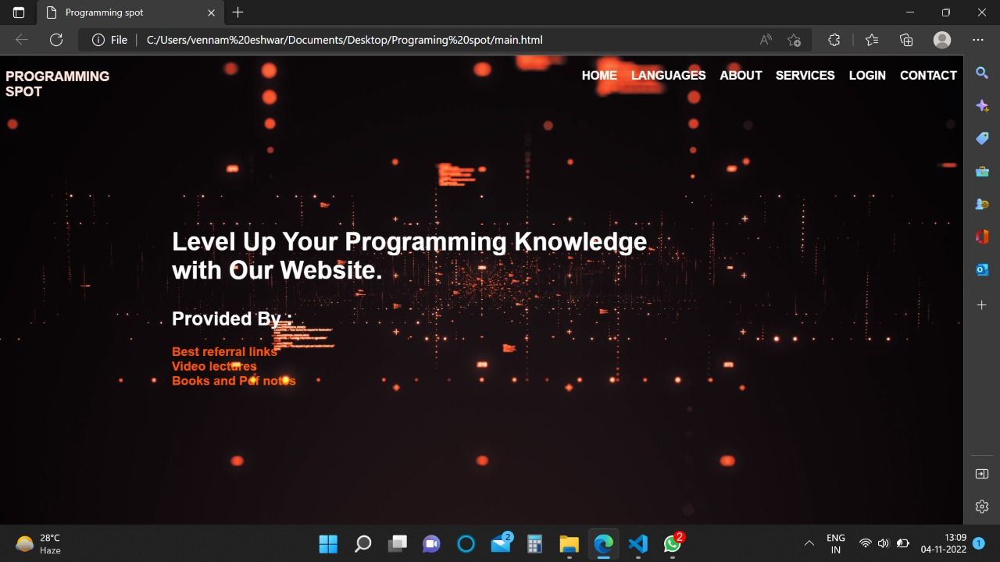 Programming spot
File
C:/Users/vennam%20eshwar/Documents/Desktop/Programing%20spot/main.html
PROGRAMMING
SPOT
HOME LANGUAGES ABOUT SERVICES LOGIN CONTACT
Level Up Your Programming Knowledge
with Our Website.
Provided By :
Best referral links
Video lectures
Books and Pdf notes
28°C
Haze
2
2
ENG
IN
13:09
04-11-2022
1